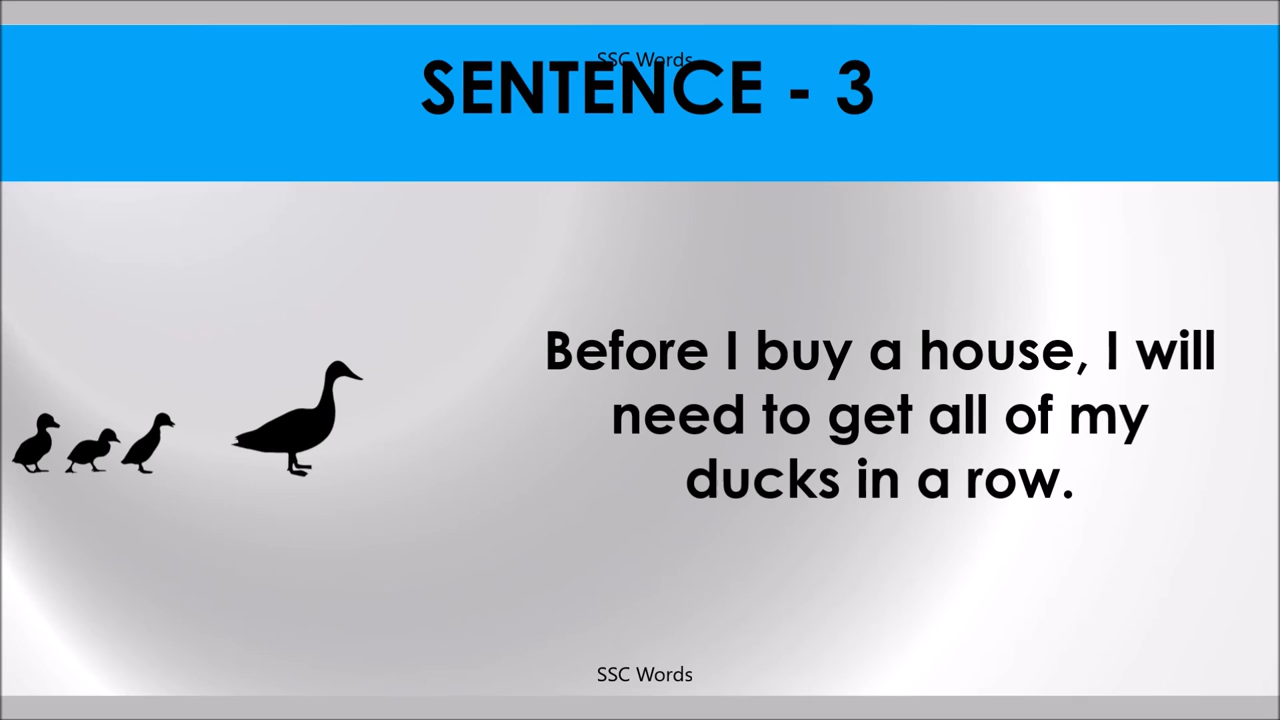 SSC Words
SENTENCE - 3
Before I buy a house, I will
need to get all of my
ducks in a row.
SSC Words